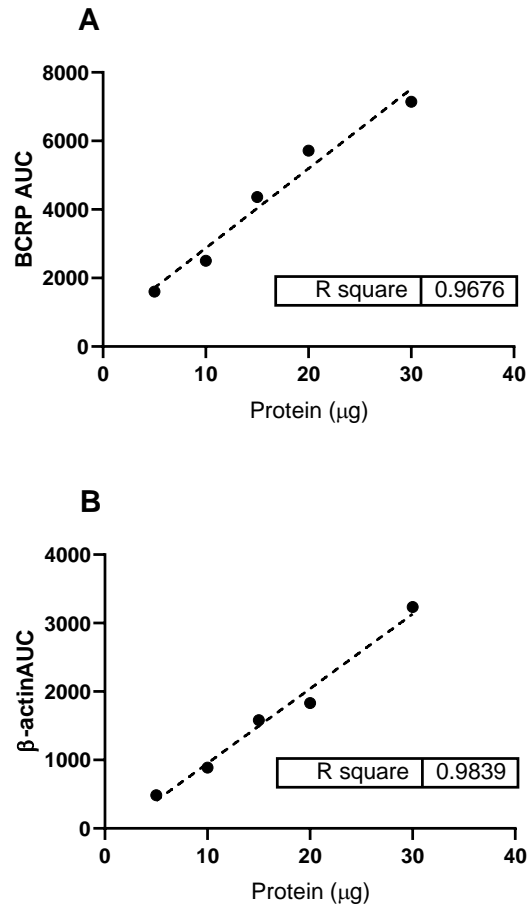 A
8000
6000
4000
2000
0
BCRP AUC
0 10 20 30 40
Protein (μg)
R square 0.9676
B
4000
3000
2000
1000
0
β-actinAUC
0 10 20 30 40
Protein (μg)
R square 0.9839